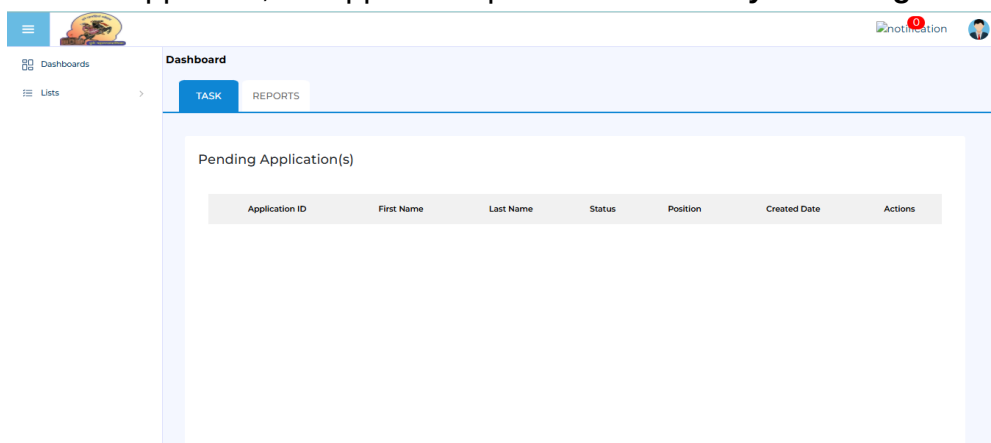 0
notification
Dashboards
Dashboard
Lists
TASK REPORTS
Pending Application(s)
Application ID First Name Last Name Status Position Created Date Actions